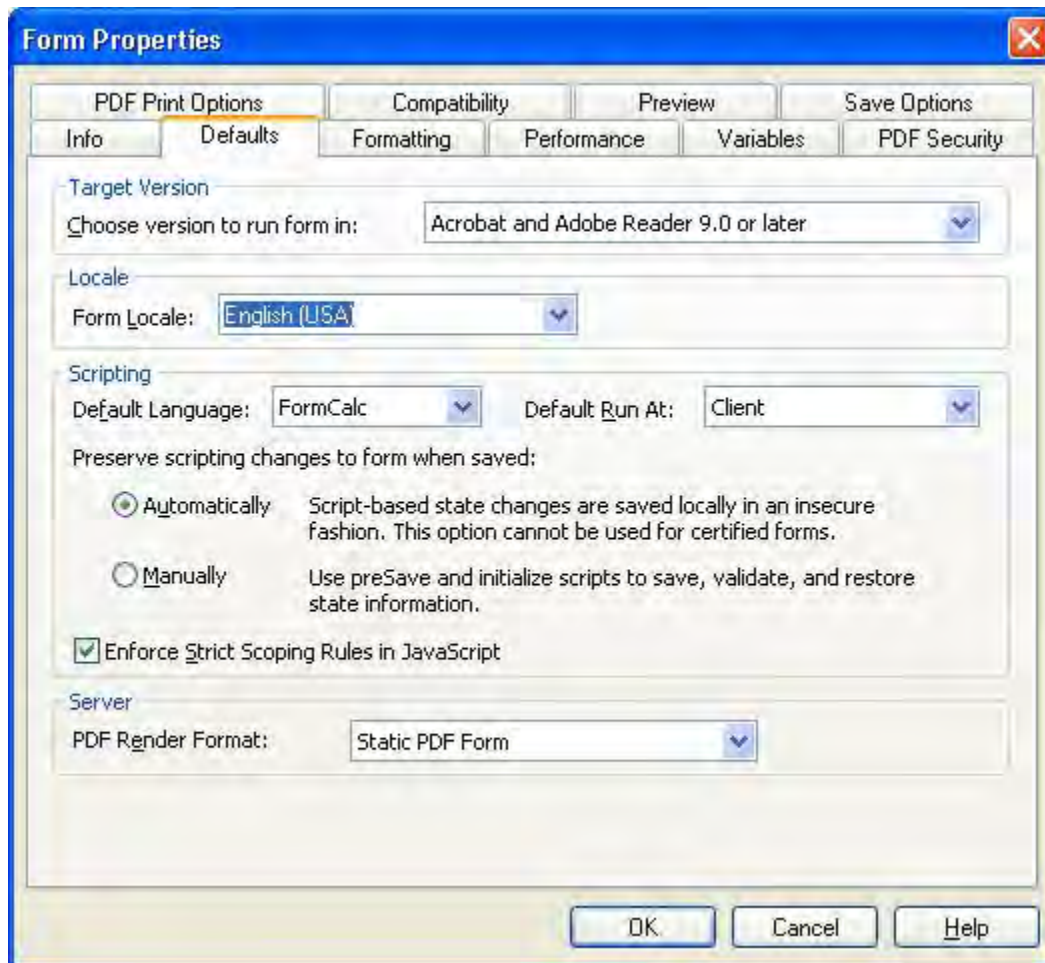 Form Properties
PDF Print Options Compatibility Preview Save Options
Info Defaults Formatting Performance Variables PDF Security
Target Version
Choose version to run form in: Acrobat and Adobe Reader 9.0 or later
Locale
Form Locale: English (USA)
Scripting
Default Language: FormCalc Default Run At: Client
Preserve scripting changes to form when saved:
Automatically Script-based state changes are saved locally in an insecure
fashion. This option cannot be used for certified forms.
Manually Use preSave and initialize scripts to save, validate, and restore
state information.
Enforce Strict Scoping Rules in JavaScript
Server
PDF Render Format: Static PDF Form
OK Cancel Help